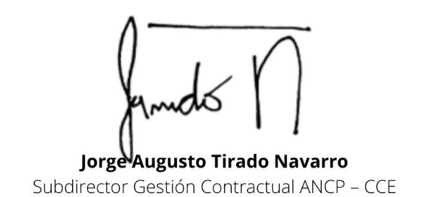 Jorge Augusto Tirado Navarro
Subdirector Gestión Contractual ANCP – CCE